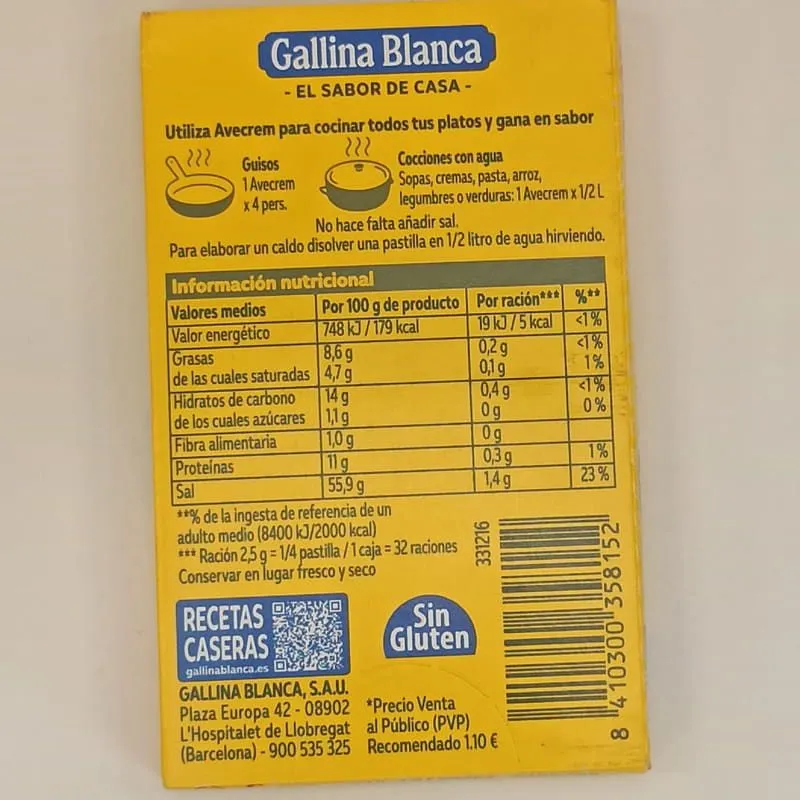 Gallina Blanca
- EL SABOR DE CASA -
Utiliza Avecrem para cocinar todos tus platos y gana en sabor
Guisos
1 Avecrem
x 4 pers.
Cocciones con agua
Sopas, cremas, pasta, arroz,
legumbres o verduras: 1 Avecrem x 1/2 L
No hace falta añadir sal.
Para elaborar un caldo disolver una pastilla en 1/2 litro de agua hirviendo.
Información nutricional
Valores medios Por 100 g de producto Por ración*** %**
Valor energético 748 kJ / 179 kcal 19 kJ / 5 kcal <1%
Grasas 8,6 g 0,2 g <1%
de las cuales saturadas 4,7 g 0,1 g 1%
Hidratos de carbono 14 g 0,4 g <1%
de los cuales azúcares 1,1 g 0 g 0%
Fibra alimentaria 1,0 g 0 g
Proteínas 11 g 0,3 g 1%
Sal 55,9 g 1,4 g 23%
**% de la ingesta de referencia de un
adulto medio (8400 kJ/2000 kcal)
*** Ración 2,5 g = 1/4 pastilla / 1 caja = 32 raciones
Conservar en lugar fresco y seco
331216
8 410300 358152
RECETAS
CASERAS
gallinablanca.es
Sin
Gluten
GALLINA BLANCA, S.A.U.
Plaza Europa 42 - 08902
L'Hospitalet de Llobregat
(Barcelona) - 900 535 325
*Precio Venta
al Público (PVP)
Recomendado 1.10 €